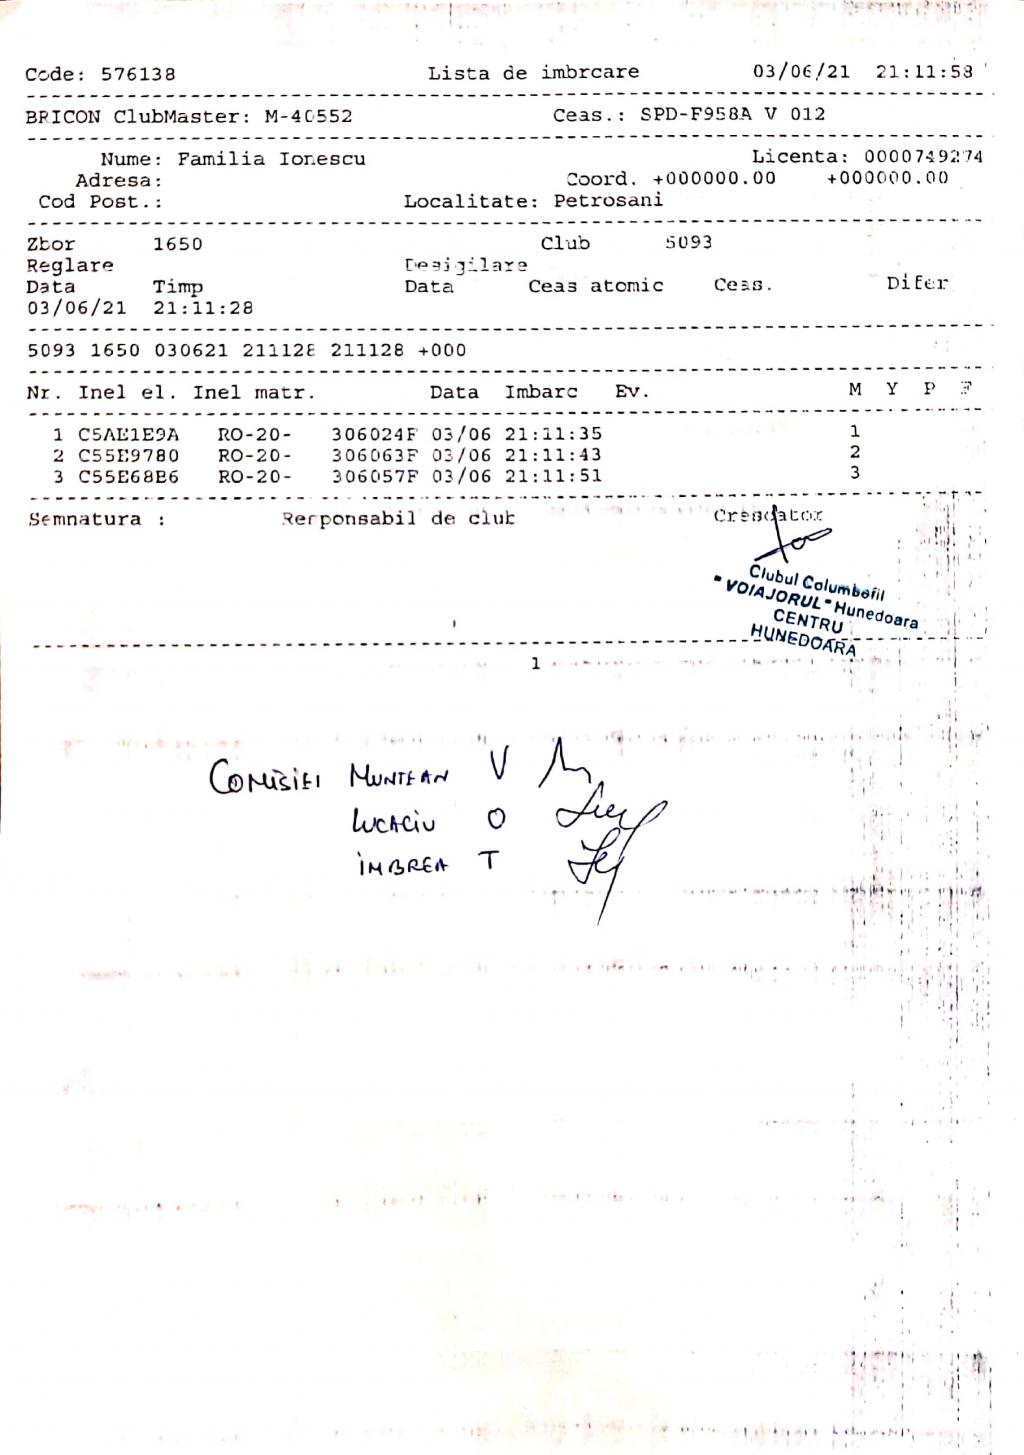 Code: 576138 Lista de imbrcare 03/06/21 21:11:58
BRICON ClubMaster: M-40552 Ceas.: SPD-F958A V 012
Nume: Familia Ionescu Licenta: 0000749274
Adresa: Coord. +000000.00 +000000.00
Cod Post.: Localitate: Petrosani
Zbor 1650 Club 5093
Reglare Desigilare
Data Timp Data Ceas atomic Ceas. Difer
03/06/21 21:11:28
5093 1650 030621 211128 211128 +000
Nr. Inel el. Inel matr. Data Imbarc Ev. M Y P F
1 C5AE1E9A RO-20- 306024F 03/06 21:11:35 1
2 C55E9780 RO-20- 306063F 03/06 21:11:43 2
3 C55E68B6 RO-20- 306057F 03/06 21:11:51 3
Semnatura : Responsabil de club Crescator
Clubul Columbofil
"VOIAJORUL" Hunedoara
CENTRU
HUNEDOARA
1
COMISIEI MUNTEAN V
LUCACIU O
IMBREA T